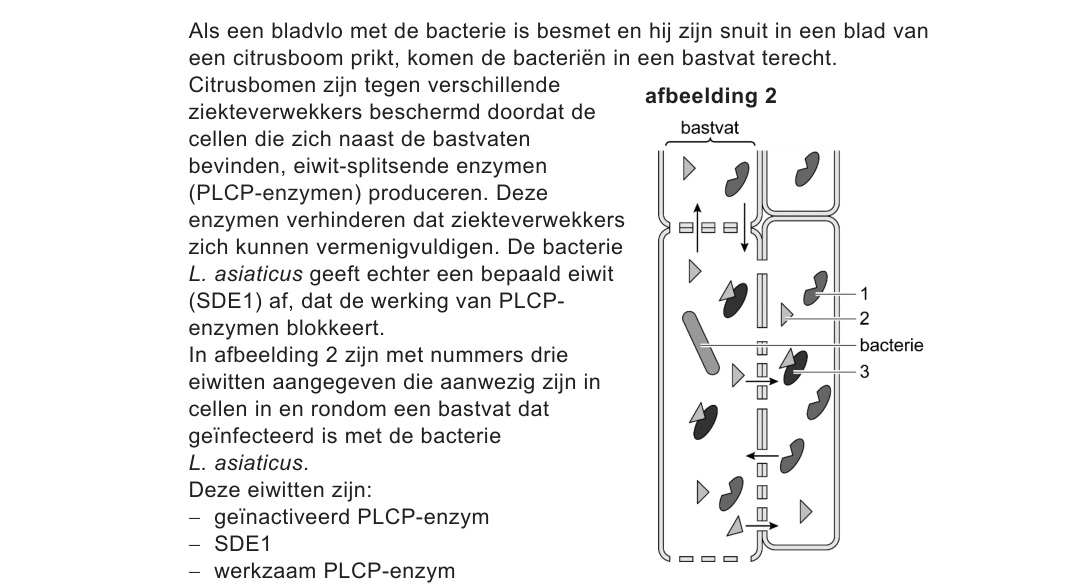 Als een bladvlo met de bacterie is besmet en hij zijn snuit in een blad van
een citrusboom prikt, komen de bacteriën in een bastvat terecht.
Citrusbomen zijn tegen verschillende
ziekteverwekkers beschermd doordat de
cellen die zich naast de bastvaten
bevinden, eiwit-splitsende enzymen
(PLCP-enzymen) produceren. Deze
enzymen verhinderen dat ziekteverwekkers
zich kunnen vermenigvuldigen. De bacterie
L. asiaticus geeft echter een bepaald eiwit
(SDE1) af, dat de werking van PLCP-
enzymen blokkeert.
In afbeelding 2 zijn met nummers drie
eiwitten aangegeven die aanwezig zijn in
cellen in en rondom een bastvat dat
geïnfecteerd is met de bacterie
L. asiaticus.
Deze eiwitten zijn:
– geïnactiveerd PLCP-enzym
– SDE1
– werkzaam PLCP-enzym
afbeelding 2
bastvat
1
2
bacterie
3